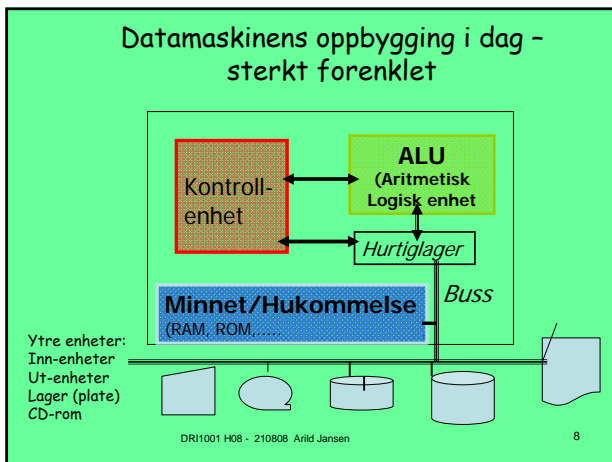 Datamaskinens oppbygging i dag –
sterkt forenklet
Kontroll-
enhet
ALU
(Aritmetisk
Logisk enhet
Hurtiglager
Buss
Minnet/Hukommelse
(RAM, ROM,.....
Ytre enheter:
Inn-enheter
Ut-enheter
Lager (plate)
CD-rom
DRI1001 H08 - 210808 Arild Jansen
8